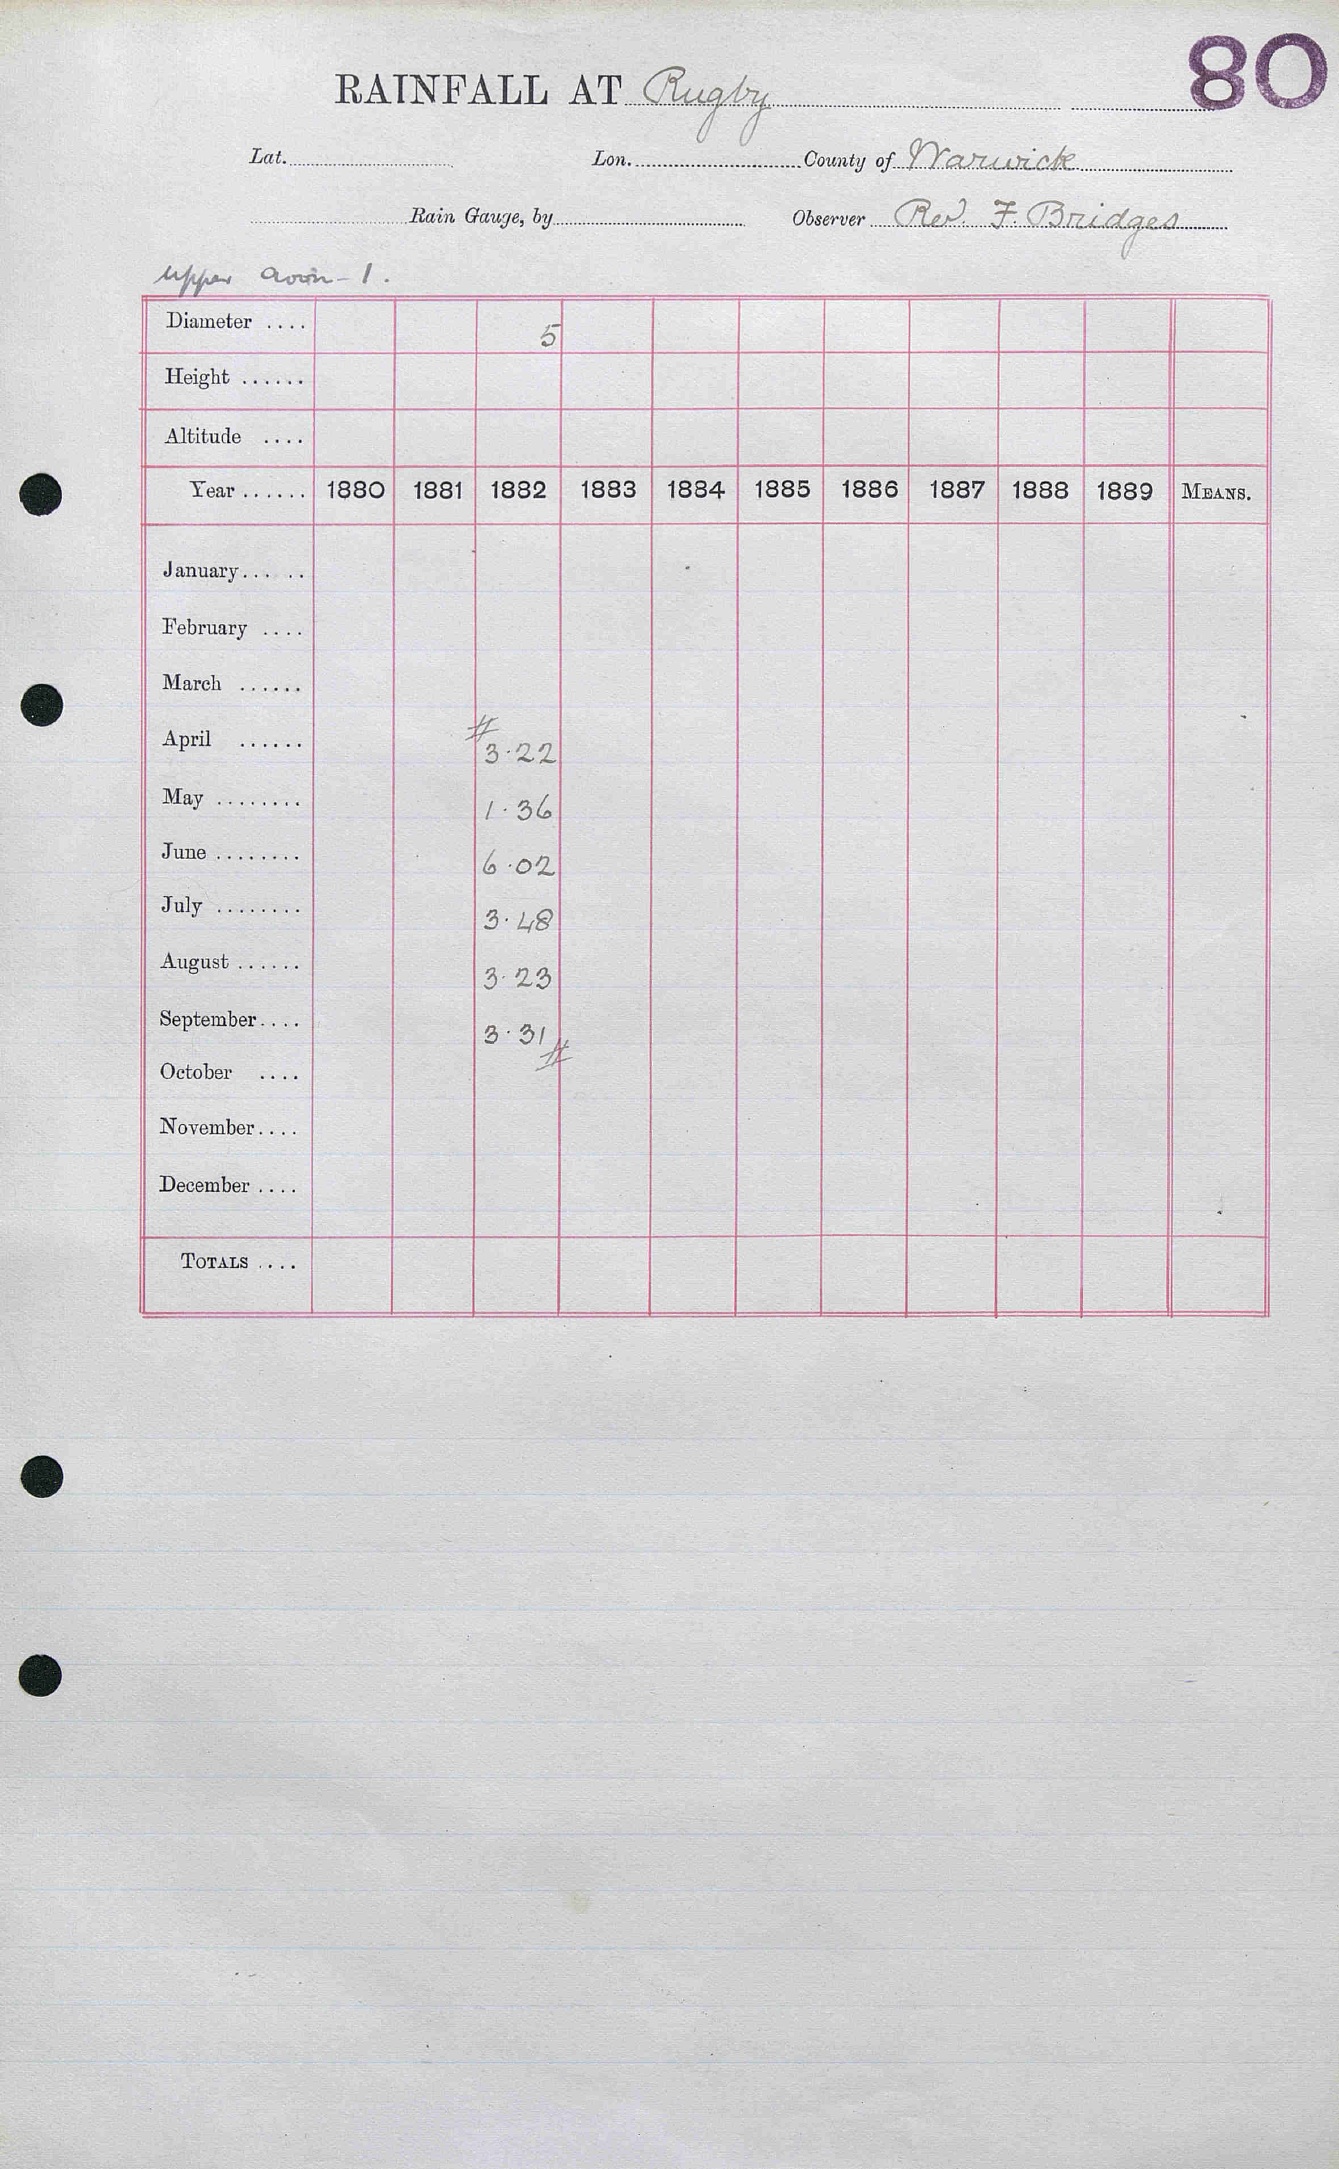 80
RAINFALL AT Rugby
Lat. Lon. County of Warwick
Rain Gauge, by Observer Rev. F. Bridges
Upper Avon - 1.
Diameter .... 5
Height ......
Altitude ....
Year ...... 1880 1881 1882 1883 1884 1885 1886 1887 1888 1889 MEANS.
January... ..
February ....
March ......
April ...... # 3.22
May ........ 1.36
June ........ 6.02
July ........ 3.48
August ...... 3.23
September.... 3.31 #
October ....
November....
December ....
TOTALS ....